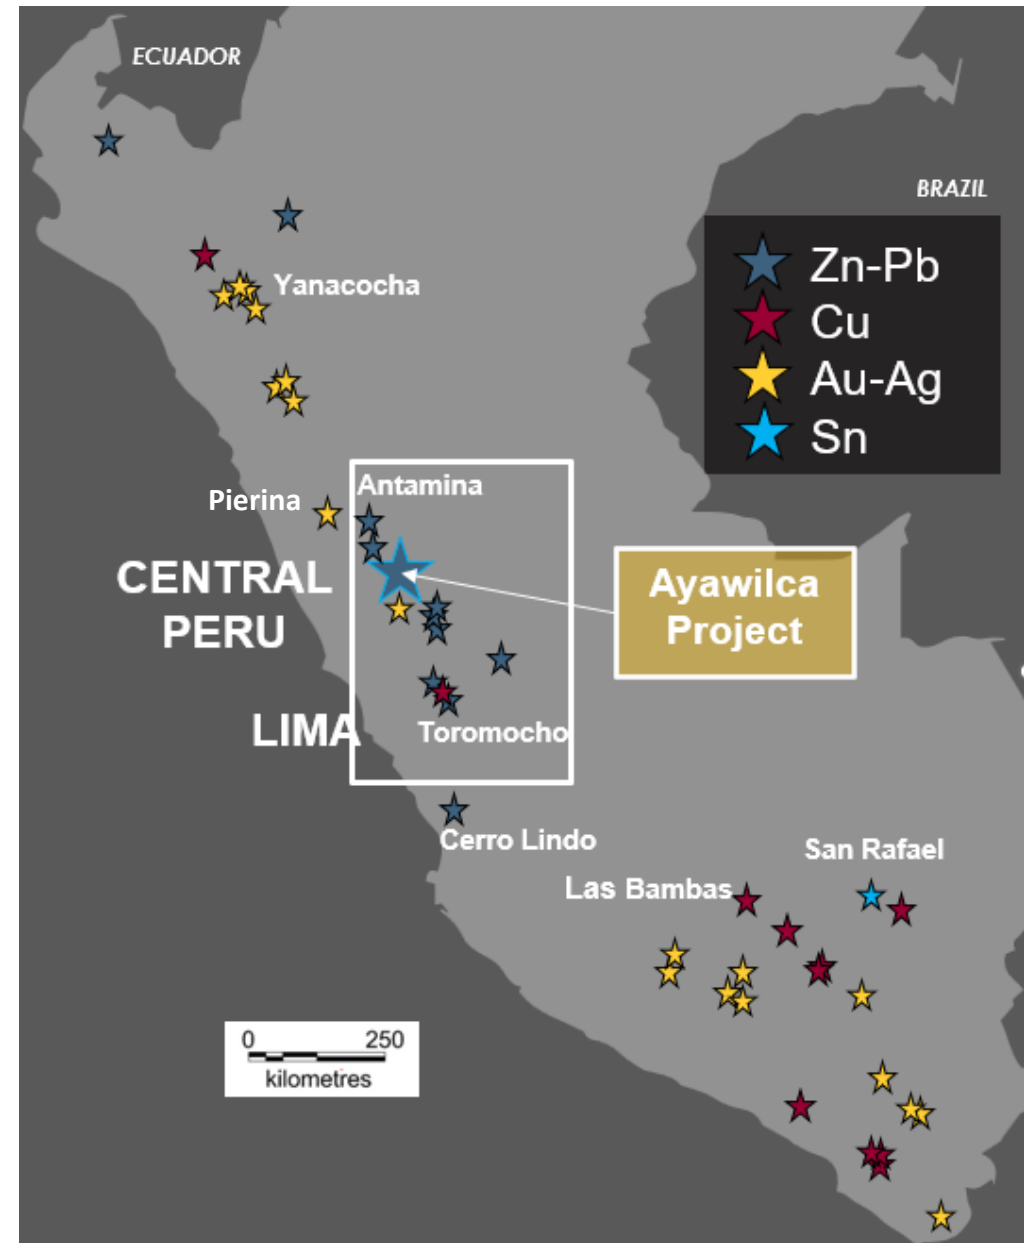 ECUADOR
BRAZIL
Zn-Pb
Cu
Au-Ag
Sn
Yanacocha
Antamina
Pierina
CENTRAL
PERU
Ayawilca
Project
LIMA
Toromocho
Cerro Lindo
San Rafael
Las Bambas
0 250
kilometres